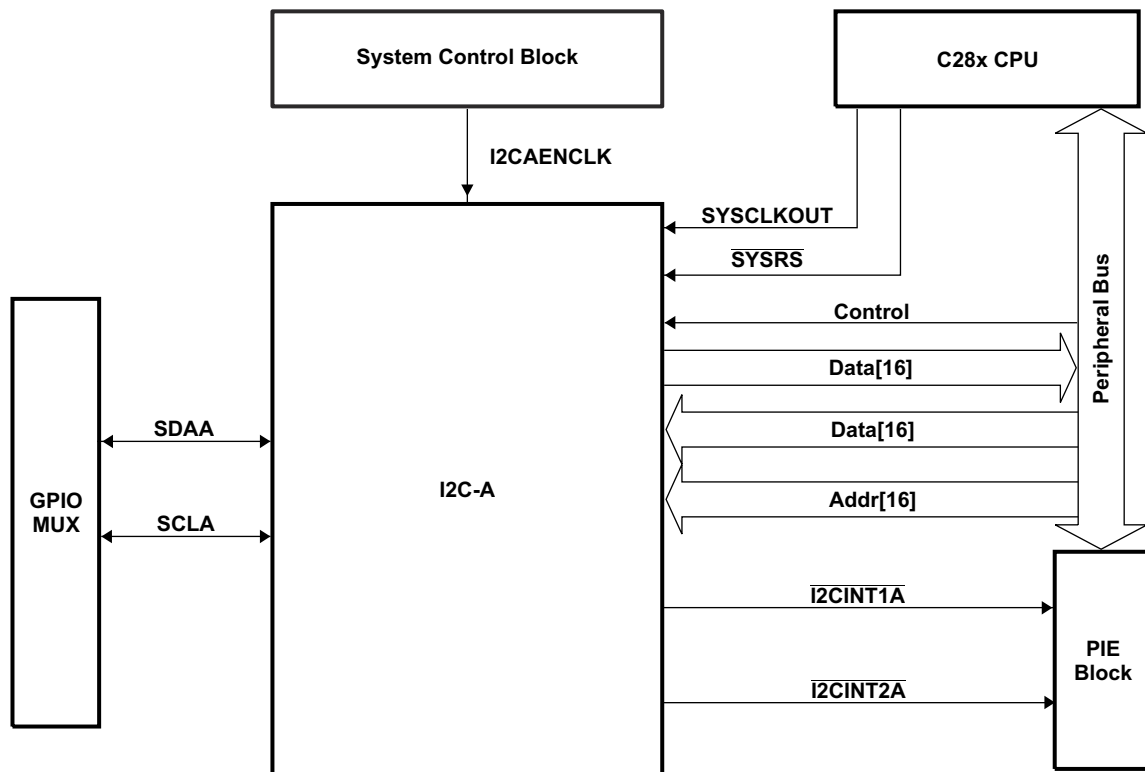 System Control Block
C28x CPU
I2CAENCLK
SYSCLKOUT
SYSRS
Control
Data[16]
Data[16]
Addr[16]
Peripheral Bus
SDAA
SCLA
GPIO
MUX
I2C-A
I2CINT1A
I2CINT2A
PIE
Block